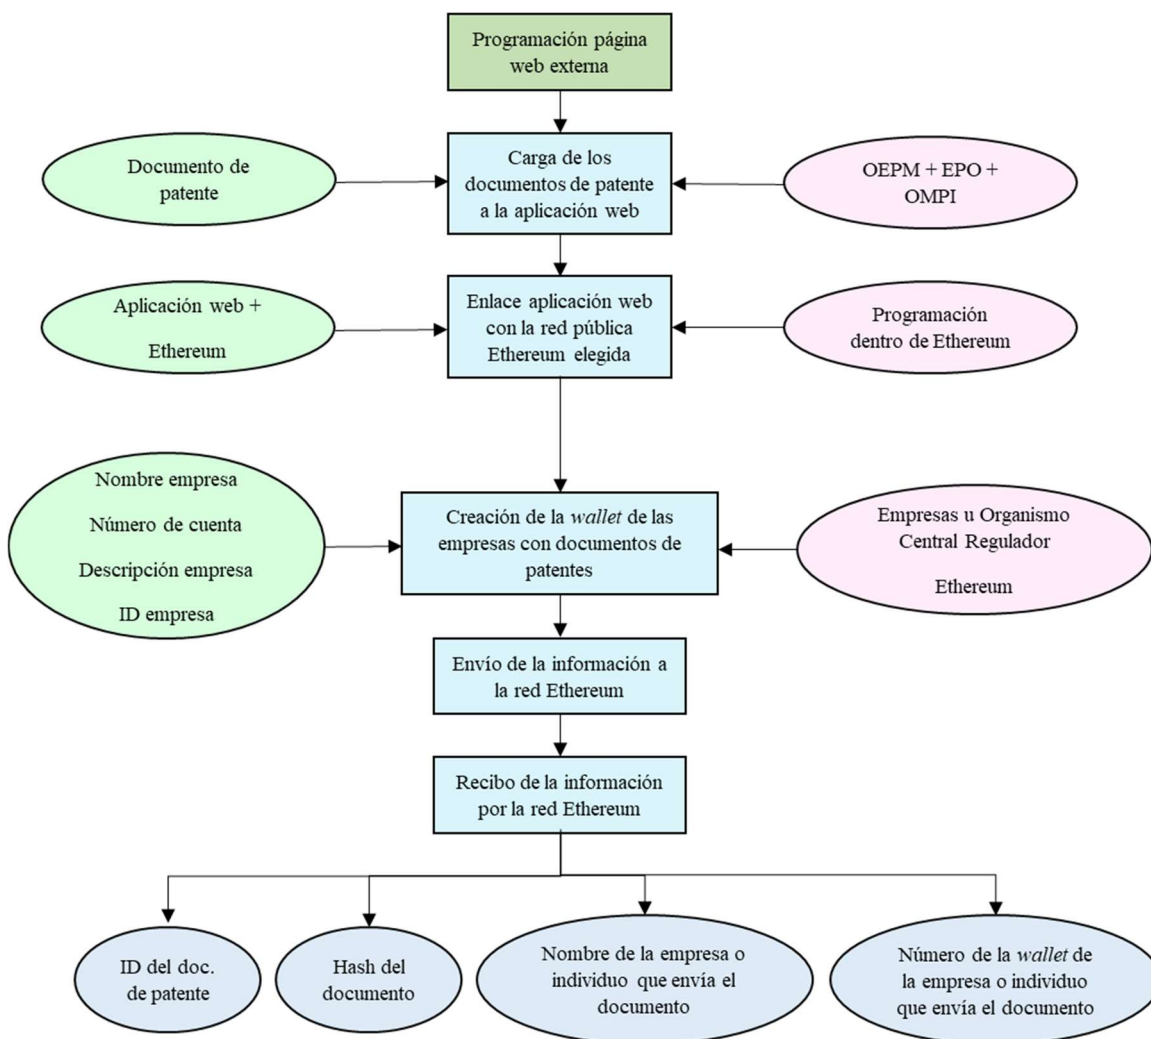 Programación página
web externa
Documento de
patente
Carga de los
documentos de patente
a la aplicación web
OEPM + EPO +
OMPI
Aplicación web +
Ethereum
Enlace aplicación web
con la red pública
Ethereum elegida
Programación
dentro de Ethereum
Nombre empresa
Número de cuenta
Descripción empresa
ID empresa
Creación de la wallet de las
empresas con documentos de
patentes
Empresas u Organismo
Central Regulador
Ethereum
Envío de la información a
la red Ethereum
Recibo de la información
por la red Ethereum
ID del doc.
de patente
Hash del
documento
Nombre de la empresa o
individuo que envía el
documento
Número de la wallet de
la empresa o individuo
que envía el documento